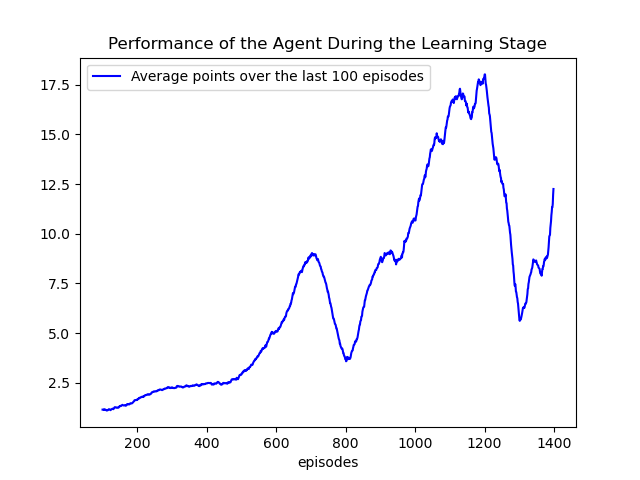 Performance of the Agent During the Learning Stage
Average points over the last 100 episodes
17.5
15.0
12.5
10.0
7.5
5.0
2.5
200 400 600 800 1000 1200 1400
episodes